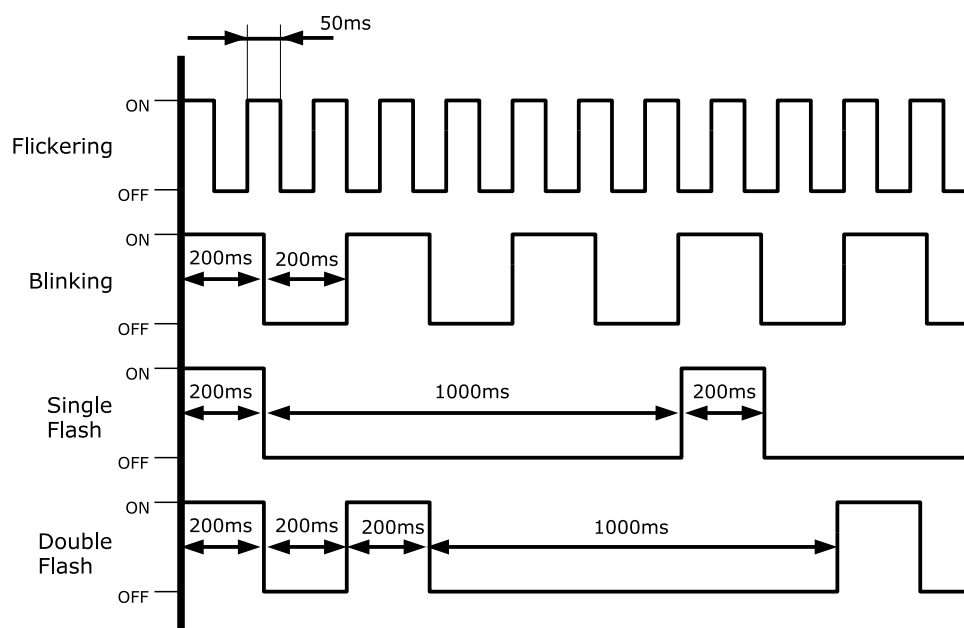 50ms
ON
Flickering
OFF
ON
200ms 200ms
Blinking
OFF
ON
200ms 1000ms 200ms
Single
Flash
OFF
ON
200ms 200ms 200ms 1000ms
Double
Flash
OFF